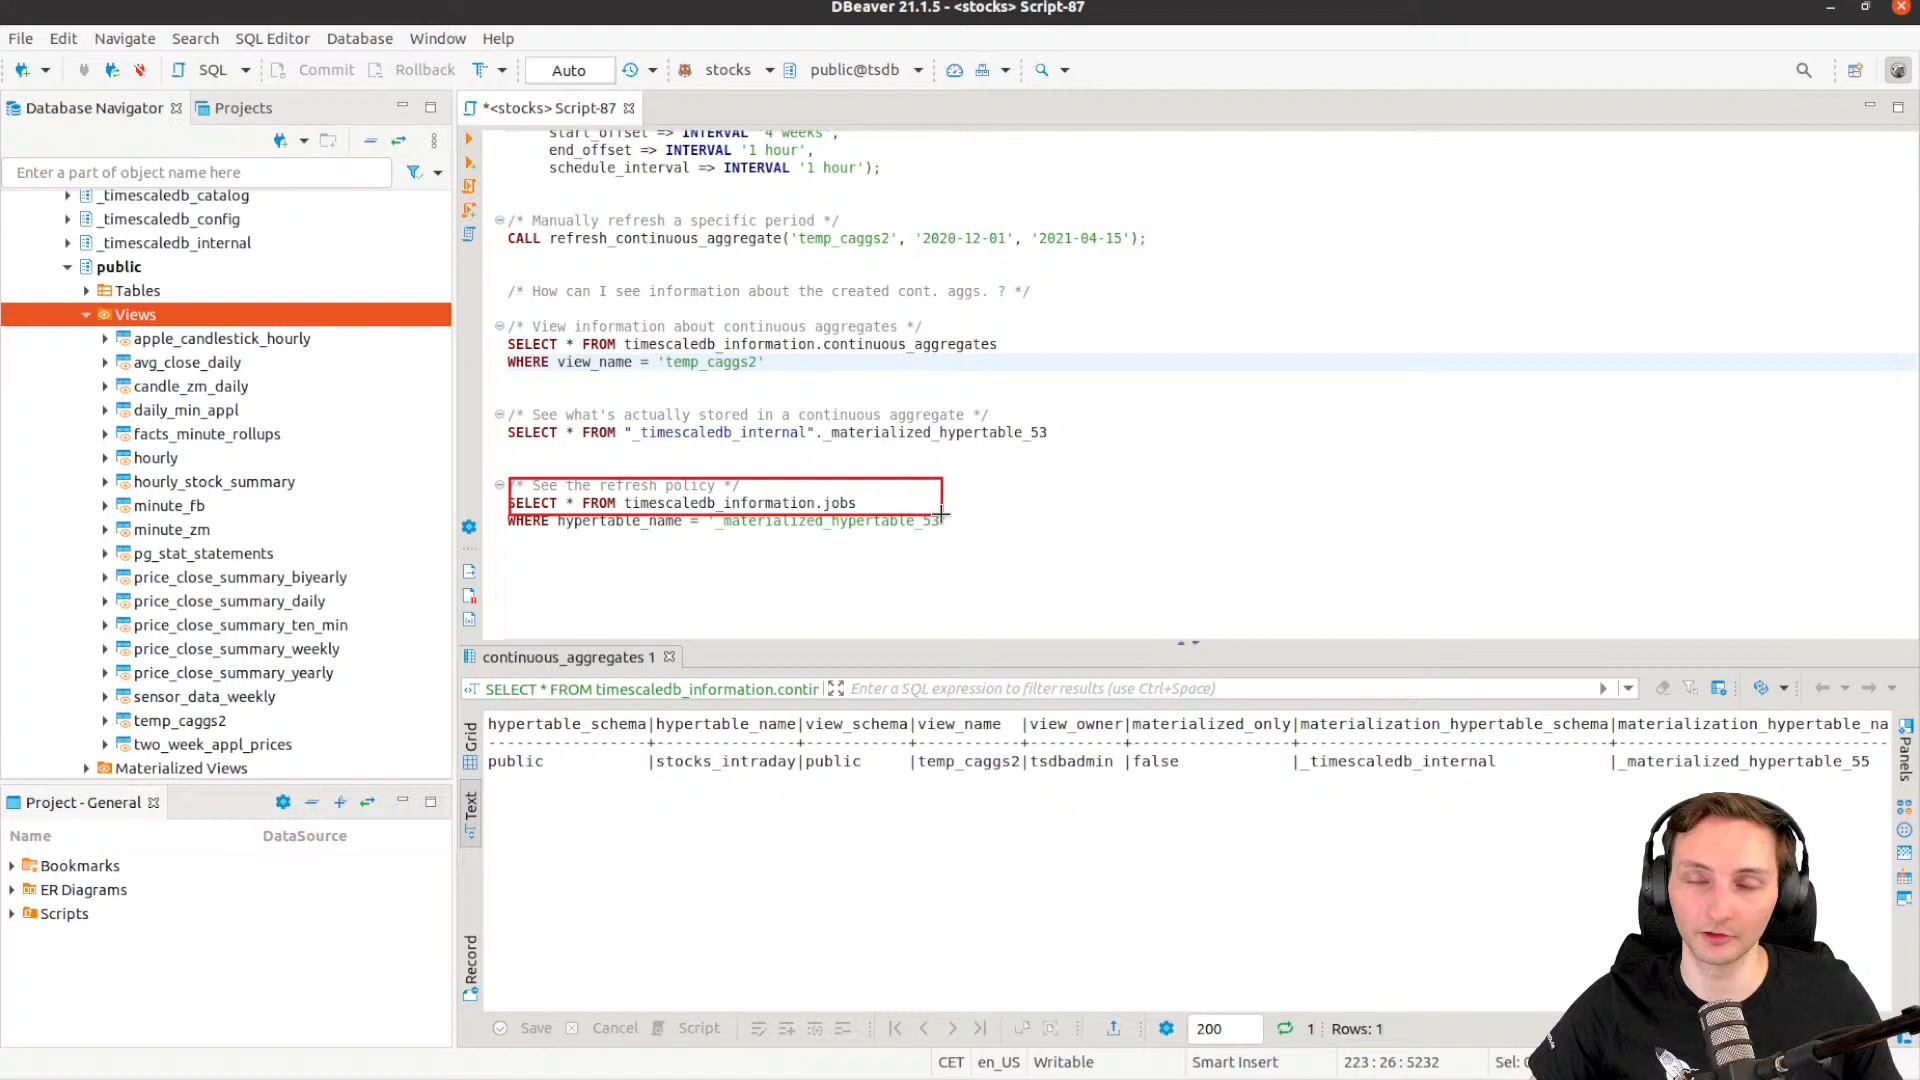 DBeaver 21.1.5 - <stocks> Script-87
File Edit Navigate Search SQL Editor Database Window Help
SQL Commit Rollback Auto stocks public@tsdb
Database Navigator Projects
*<stocks> Script-87
Enter a part of object name here
_timescaledb_catalog
_timescaledb_config
_timescaledb_internal
public
Tables
Views
apple_candlestick_hourly
avg_close_daily
candle_zm_daily
daily_min_appl
facts_minute_rollups
hourly
hourly_stock_summary
minute_fb
minute_zm
pg_stat_statements
price_close_summary_biyearly
price_close_summary_daily
price_close_summary_ten_min
price_close_summary_weekly
price_close_summary_yearly
sensor_data_weekly
temp_caggs2
two_week_appl_prices
Materialized Views
Project - General
Name DataSource
Bookmarks
ER Diagrams
Scripts
start_offset => INTERVAL '4 weeks',
end_offset => INTERVAL '1 hour',
schedule_interval => INTERVAL '1 hour');
/* Manually refresh a specific period */
CALL refresh_continuous_aggregate('temp_caggs2', '2020-12-01', '2021-04-15');
/* How can I see information about the created cont. aggs. ? */
/* View information about continuous aggregates */
SELECT * FROM timescaledb_information.continuous_aggregates
WHERE view_name = 'temp_caggs2'
/* See what's actually stored in a continuous aggregate */
SELECT * FROM "_timescaledb_internal"._materialized_hypertable_53
/* See the refresh policy */
SELECT * FROM timescaledb_information.jobs
WHERE hypertable_name = '_materialized_hypertable_53'
continuous_aggregates 1
SELECT * FROM timescaledb_information.contin Enter a SQL expression to filter results (use Ctrl+Space)
Grid
Text
Record
Panels
hypertable_schema|hypertable_name|view_schema|view_name |view_owner|materialized_only|materialization_hypertable_schema|materialization_hypertable_na
-----------------+---------------+-----------+-----------+----------+-----------------+---------------------------------+-----------------------------
public |stocks_intraday|public |temp_caggs2|tsdbadmin |false |_timescaledb_internal |_materialized_hypertable_55
Save Cancel Script 200 1 Rows: 1
CET en_US Writable Smart Insert 223 : 26 : 5232 Sel: